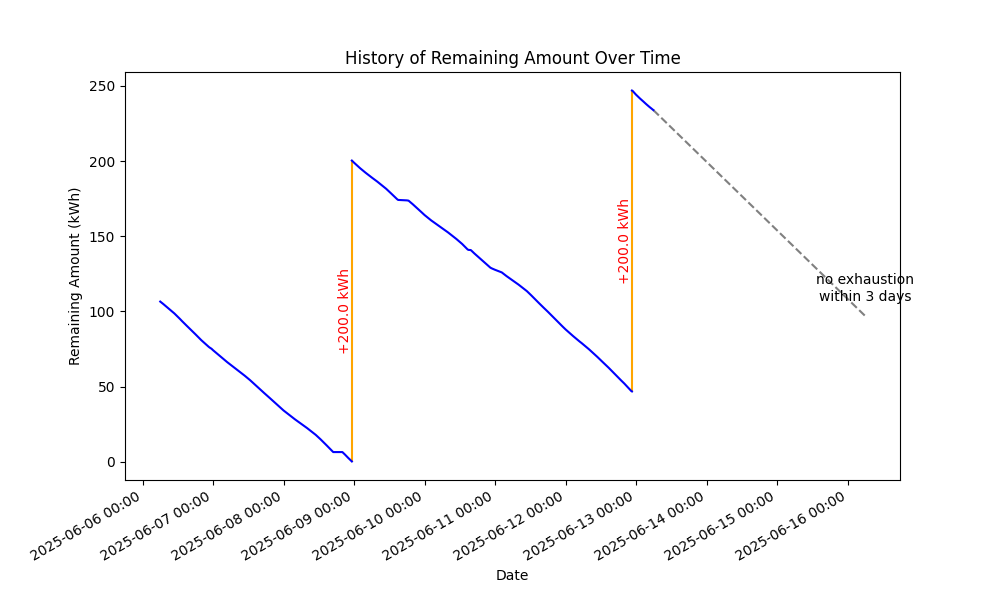 History of Remaining Amount Over Time
Remaining Amount (kWh)
250
200
150
100
50
0
+200.0 kWh
+200.0 kWh
no exhaustion
within 3 days
2025-06-06 00:00
2025-06-07 00:00
2025-06-08 00:00
2025-06-09 00:00
2025-06-10 00:00
2025-06-11 00:00
2025-06-12 00:00
2025-06-13 00:00
2025-06-14 00:00
2025-06-15 00:00
2025-06-16 00:00
Date